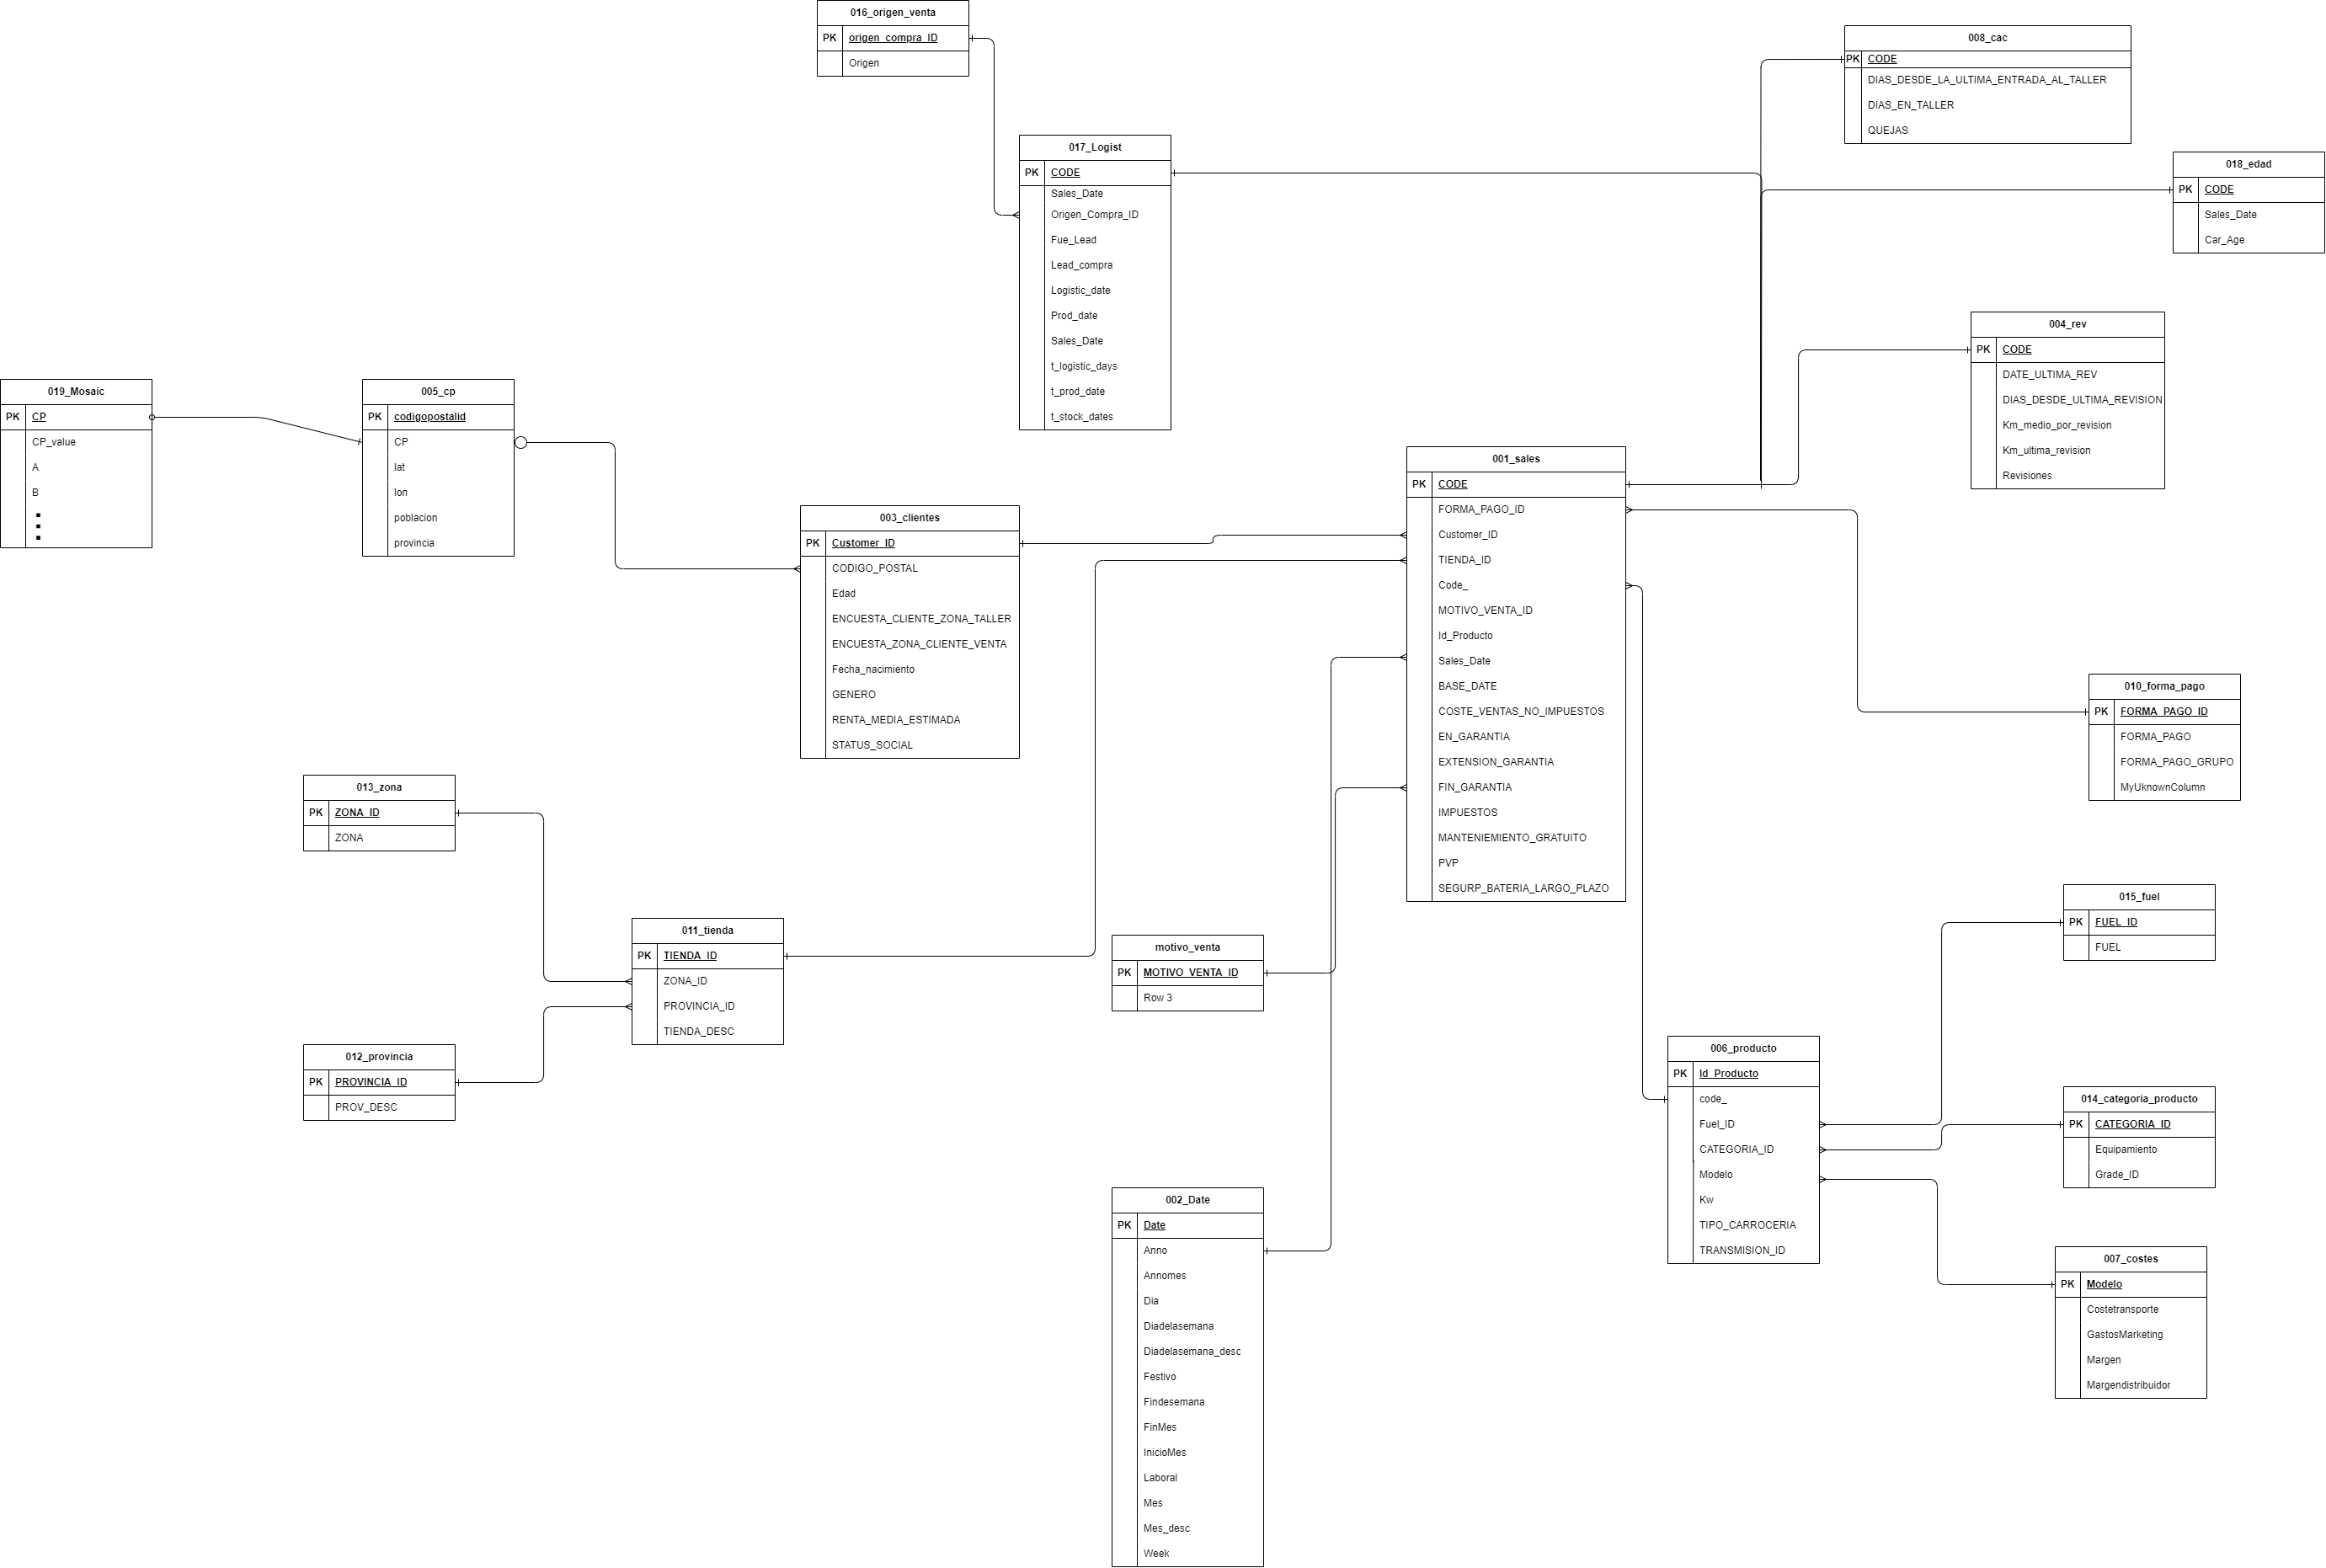 016_origen_venta
PK origen_compra_ID
Origen
008_cac
PK CODE
DIAS_DESDE_LA_ULTIMA_ENTRADA_AL_TALLER
DIAS_EN_TALLER
QUEJAS
017_Logist
PK CODE
Sales_Date
Origen_Compra_ID
Fue_Lead
Lead_compra
Logistic_date
Prod_date
Sales_Date
t_logistic_days
t_prod_date
t_stock_dates
018_edad
PK CODE
Sales_Date
Car_Age
004_rev
PK CODE
DATE_ULTIMA_REV
DIAS_DESDE_ULTIMA_REVISION
Km_medio_por_revision
Km_ultima_revision
Revisiones
019_Mosaic
PK CP
CP_value
A
B
005_cp
PK codigopostalid
CP
lat
lon
poblacion
provincia
003_clientes
PK Customer_ID
CODIGO_POSTAL
Edad
ENCUESTA_CLIENTE_ZONA_TALLER
ENCUESTA_ZONA_CLIENTE_VENTA
Fecha_nacimiento
GENERO
RENTA_MEDIA_ESTIMADA
STATUS_SOCIAL
001_sales
PK CODE
FORMA_PAGO_ID
Customer_ID
TIENDA_ID
Code_
MOTIVO_VENTA_ID
Id_Producto
Sales_Date
BASE_DATE
COSTE_VENTAS_NO_IMPUESTOS
EN_GARANTIA
EXTENSION_GARANTIA
FIN_GARANTIA
IMPUESTOS
MANTENIEMIENTO_GRATUITO
PVP
SEGURP_BATERIA_LARGO_PLAZO
010_forma_pago
PK FORMA_PAGO_ID
FORMA_PAGO
FORMA_PAGO_GRUPO
MyUknownColumn
013_zona
PK ZONA_ID
ZONA
011_tienda
PK TIENDA_ID
ZONA_ID
PROVINCIA_ID
TIENDA_DESC
012_provincia
PK PROVINCIA_ID
PROV_DESC
motivo_venta
PK MOTIVO_VENTA_ID
Row 3
015_fuel
PK FUEL_ID
FUEL
006_producto
PK Id_Producto
code_
Fuel_ID
CATEGORIA_ID
Modelo
Kw
TIPO_CARROCERIA
TRANSMISION_ID
014_categoria_producto
PK CATEGORIA_ID
Equipamiento
Grade_ID
002_Date
PK Date
Anno
Annomes
Dia
Diadelasemana
Diadelasemana_desc
Festivo
Findesemana
FinMes
InicioMes
Laboral
Mes
Mes_desc
Week
007_costes
PK Modelo
Costetransporte
GastosMarketing
Margen
Margendistribuidor